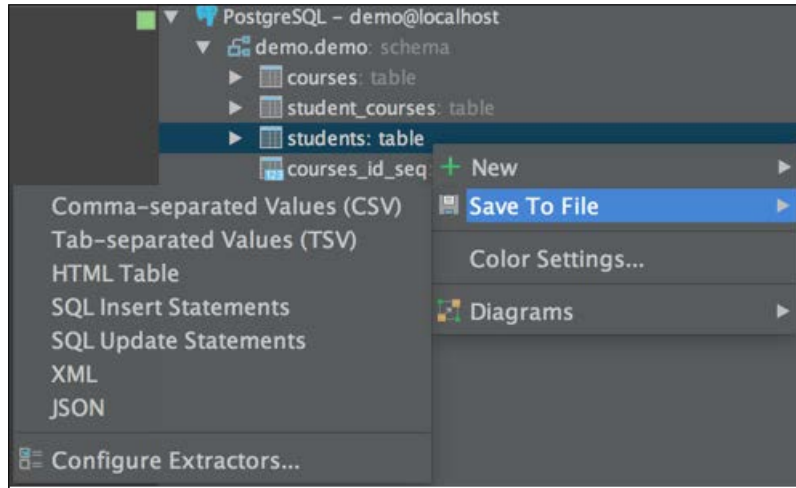 PostgreSQL – demo@localhost
demo.demo: schema
courses: table
student_courses: table
students: table
courses_id_seq
123
New
Save To File
Color Settings...
Diagrams
Comma-separated Values (CSV)
Tab-separated Values (TSV)
HTML Table
SQL Insert Statements
SQL Update Statements
XML
JSON
Configure Extractors...